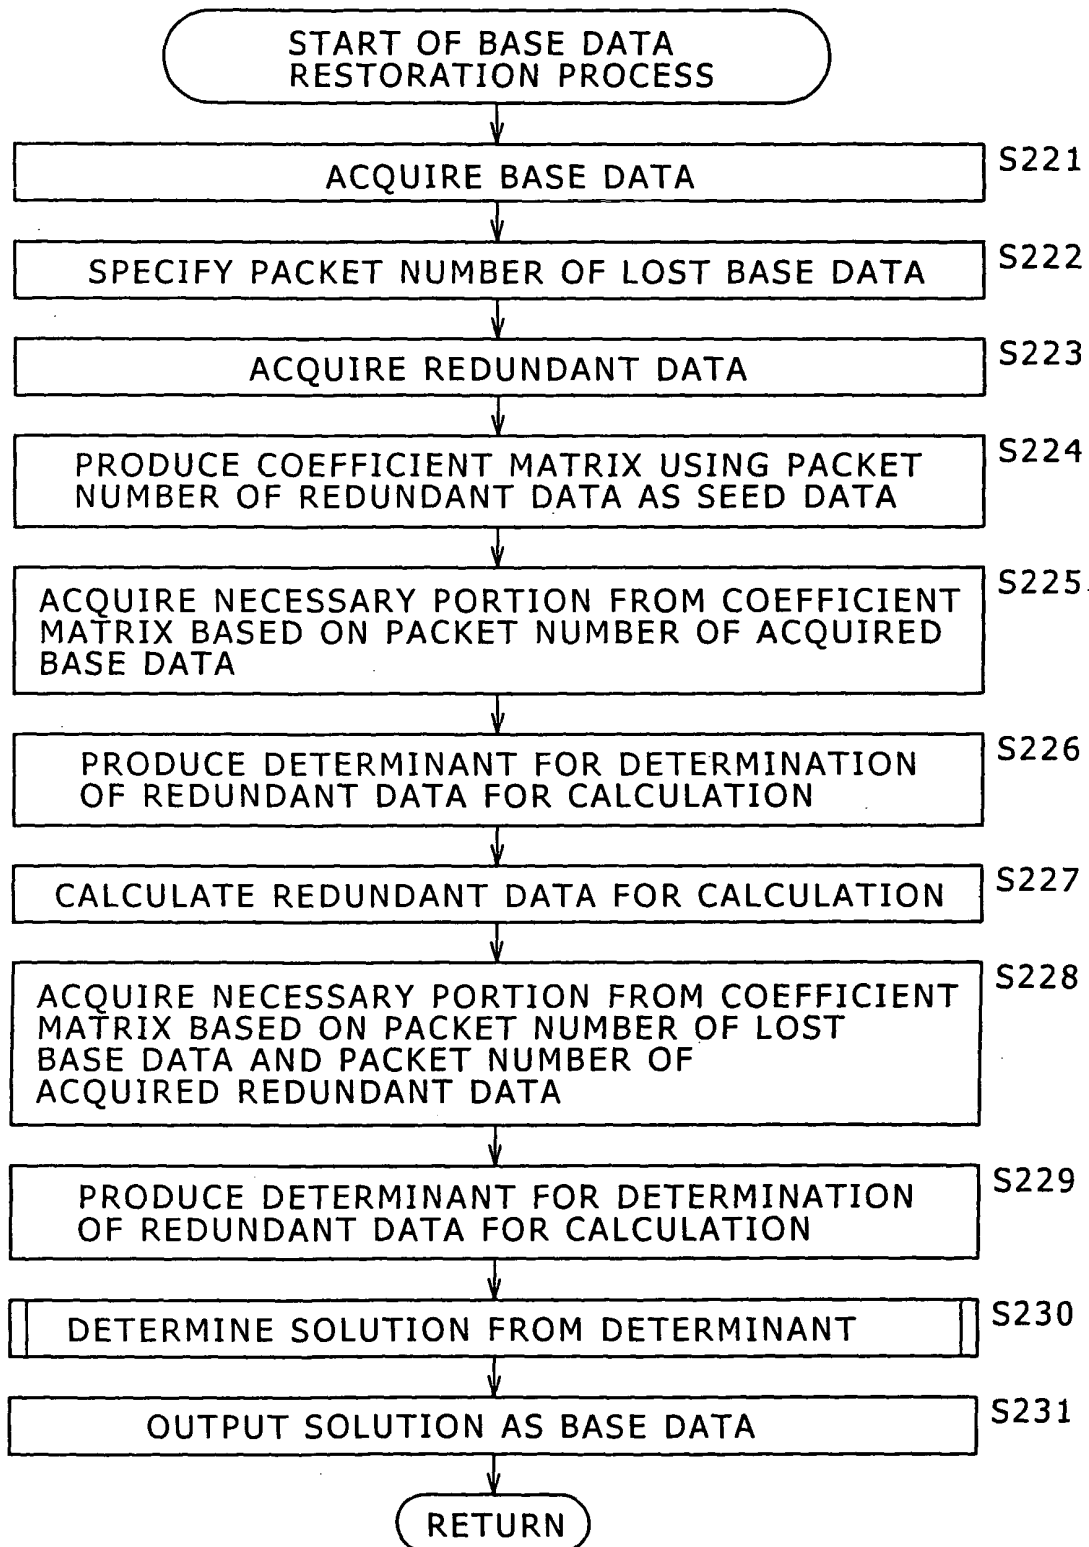 START OF BASE DATA
RESTORATION PROCESS
ACQUIRE BASE DATA
S221
SPECIFY PACKET NUMBER OF LOST BASE DATA
S222
ACQUIRE REDUNDANT DATA
S223
PRODUCE COEFFICIENT MATRIX USING PACKET
NUMBER OF REDUNDANT DATA AS SEED DATA
S224
ACQUIRE NECESSARY PORTION FROM COEFFICIENT
MATRIX BASED ON PACKET NUMBER OF ACQUIRED
BASE DATA
S225
PRODUCE DETERMINANT FOR DETERMINATION
OF REDUNDANT DATA FOR CALCULATION
S226
CALCULATE REDUNDANT DATA FOR CALCULATION
S227
ACQUIRE NECESSARY PORTION FROM COEFFICIENT
MATRIX BASED ON PACKET NUMBER OF LOST
BASE DATA AND PACKET NUMBER OF
ACQUIRED REDUNDANT DATA
S228
PRODUCE DETERMINANT FOR DETERMINATION
OF REDUNDANT DATA FOR CALCULATION
S229
DETERMINE SOLUTION FROM DETERMINANT
S230
OUTPUT SOLUTION AS BASE DATA
S231
RETURN